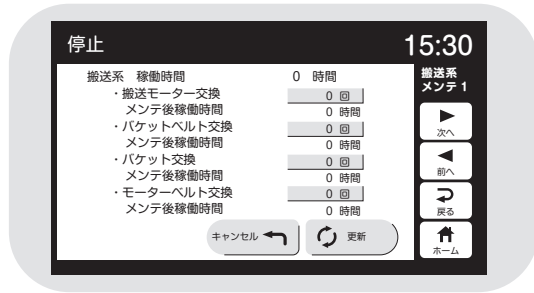 停止
15:30
搬送系 稼働時間 0 時間
・搬送モーター交換 0 回
メンテ後稼働時間 0 時間
・バケットベルト交換 0 回
メンテ後稼働時間 0 時間
・バケット交換 0 回
メンテ後稼働時間 0 時間
・モーターベルト交換 0 回
メンテ後稼働時間 0 時間
キャンセル
更新
搬送系
メンテ 1
次へ
前へ
戻る
ホーム